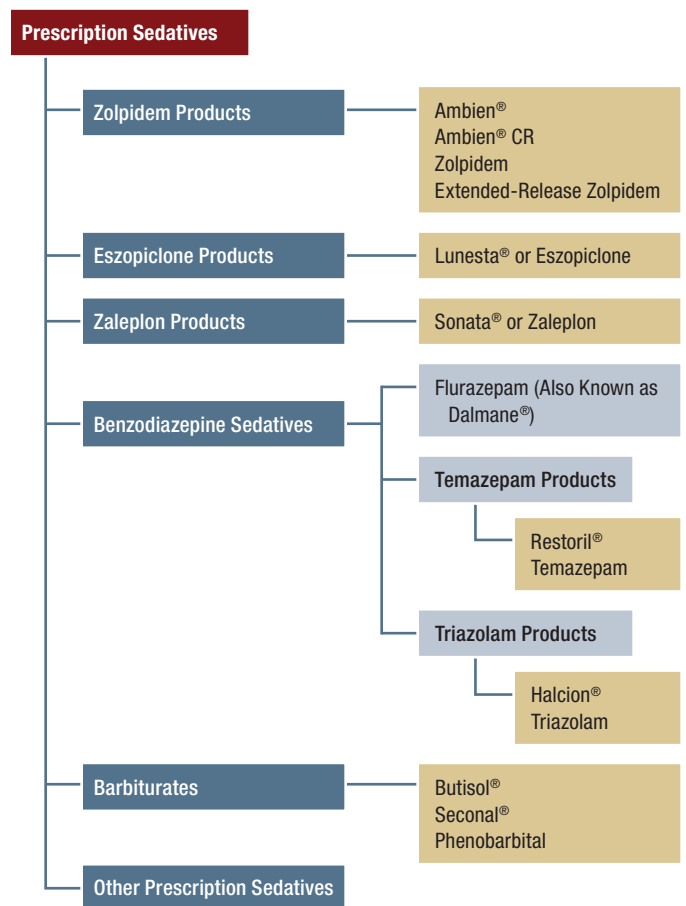 Prescription Sedatives
Zolpidem Products
Ambien®
Ambien® CR
Zolpidem
Extended-Release Zolpidem
Eszopiclone Products
Lunesta® or Eszopiclone
Zaleplon Products
Sonata® or Zaleplon
Benzodiazepine Sedatives
Flurazepam (Also Known as
Dalmane®)
Temazepam Products
Restoril®
Temazepam
Triazolam Products
Halcion®
Triazolam
Barbiturates
Butisol®
Seconal®
Phenobarbital
Other Prescription Sedatives